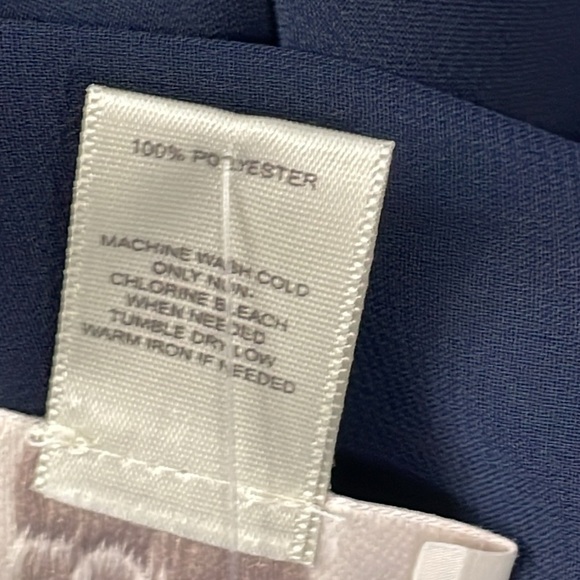 100% POLYESTER
MACHINE WASH COLD
ONLY NON-
CHLORINE BLEACH
WHEN NEEDED
TUMBLE DRY LOW
WARM IRON IF NEEDED